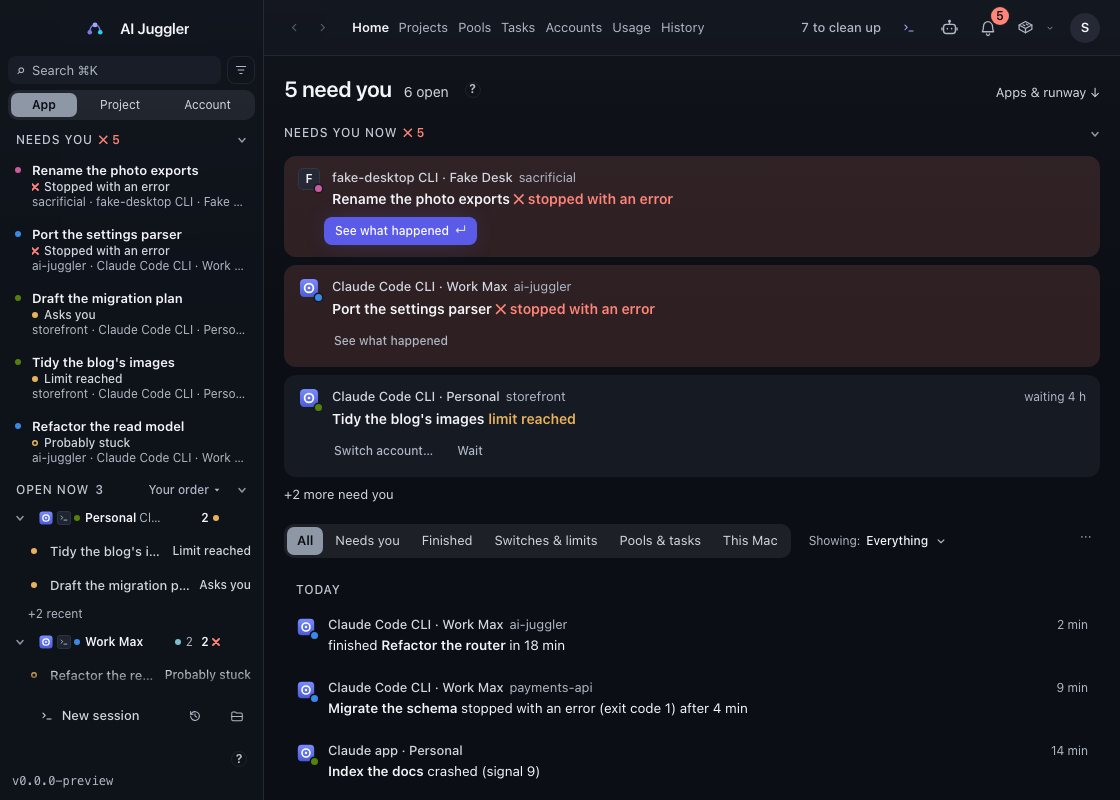 AI Juggler
Search ⌘K
App Project Account
NEEDS YOU 5
Rename the photo exports
Stopped with an error
sacrificial · fake-desktop CLI · Fake ...
Port the settings parser
Stopped with an error
ai-juggler · Claude Code CLI · Work ...
Draft the migration plan
Asks you
storefront · Claude Code CLI · Perso...
Tidy the blog's images
Limit reached
storefront · Claude Code CLI · Perso...
Refactor the read model
Probably stuck
ai-juggler · Claude Code CLI · Work ...
OPEN NOW 3 Your order
Personal Cl... 2
Tidy the blog's i... Limit reached
Draft the migration p... Asks you
+2 recent
Work Max 2 2
Refactor the re... Probably stuck
New session
?
v0.0.0-preview
Home Projects Pools Tasks Accounts Usage History
7 to clean up 5 S
5 need you 6 open ?
Apps & runway ↓
NEEDS YOU NOW 5
F
fake-desktop CLI · Fake Desk sacrificial
Rename the photo exports stopped with an error
See what happened ↵
Claude Code CLI · Work Max ai-juggler
Port the settings parser stopped with an error
See what happened
Claude Code CLI · Personal storefront waiting 4 h
Tidy the blog's images limit reached
Switch account... Wait
+2 more need you
All Needs you Finished Switches & limits Pools & tasks This Mac Showing: Everything ...
TODAY
Claude Code CLI · Work Max ai-juggler 2 min
finished Refactor the router in 18 min
Claude Code CLI · Work Max payments-api 9 min
Migrate the schema stopped with an error (exit code 1) after 4 min
Claude app · Personal 14 min
Index the docs crashed (signal 9)